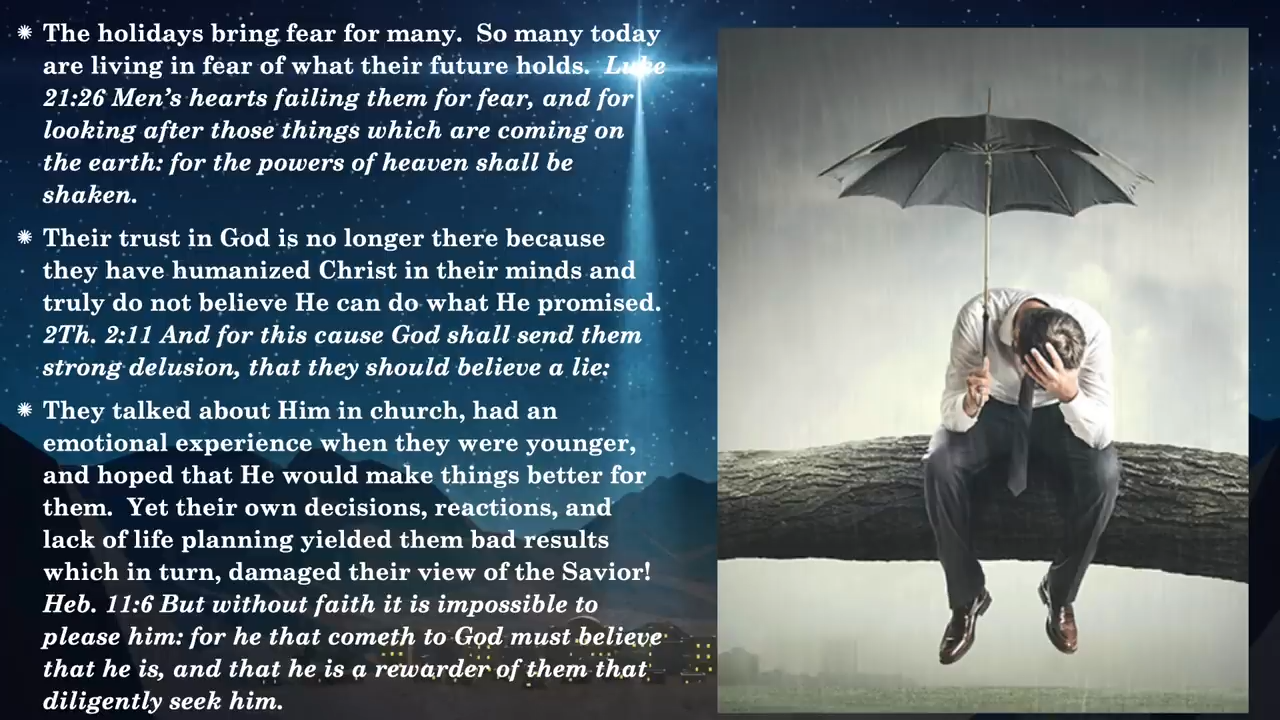 The holidays bring fear for many.  So many today
are living in fear of what their future holds.  Luke
21:26 Men’s hearts failing them for fear, and for
looking after those things which are coming on
the earth: for the powers of heaven shall be
shaken.
Their trust in God is no longer there because
they have humanized Christ in their minds and
truly do not believe He can do what He promised.
2Th. 2:11 And for this cause God shall send them
strong delusion, that they should believe a lie:
They talked about Him in church, had an
emotional experience when they were younger,
and hoped that He would make things better for
them.  Yet their own decisions, reactions, and
lack of life planning yielded them bad results
which in turn, damaged their view of the Savior!
Heb. 11:6 But without faith it is impossible to
please him: for he that cometh to God must believe
that he is, and that he is a rewarder of them that
diligently seek him.